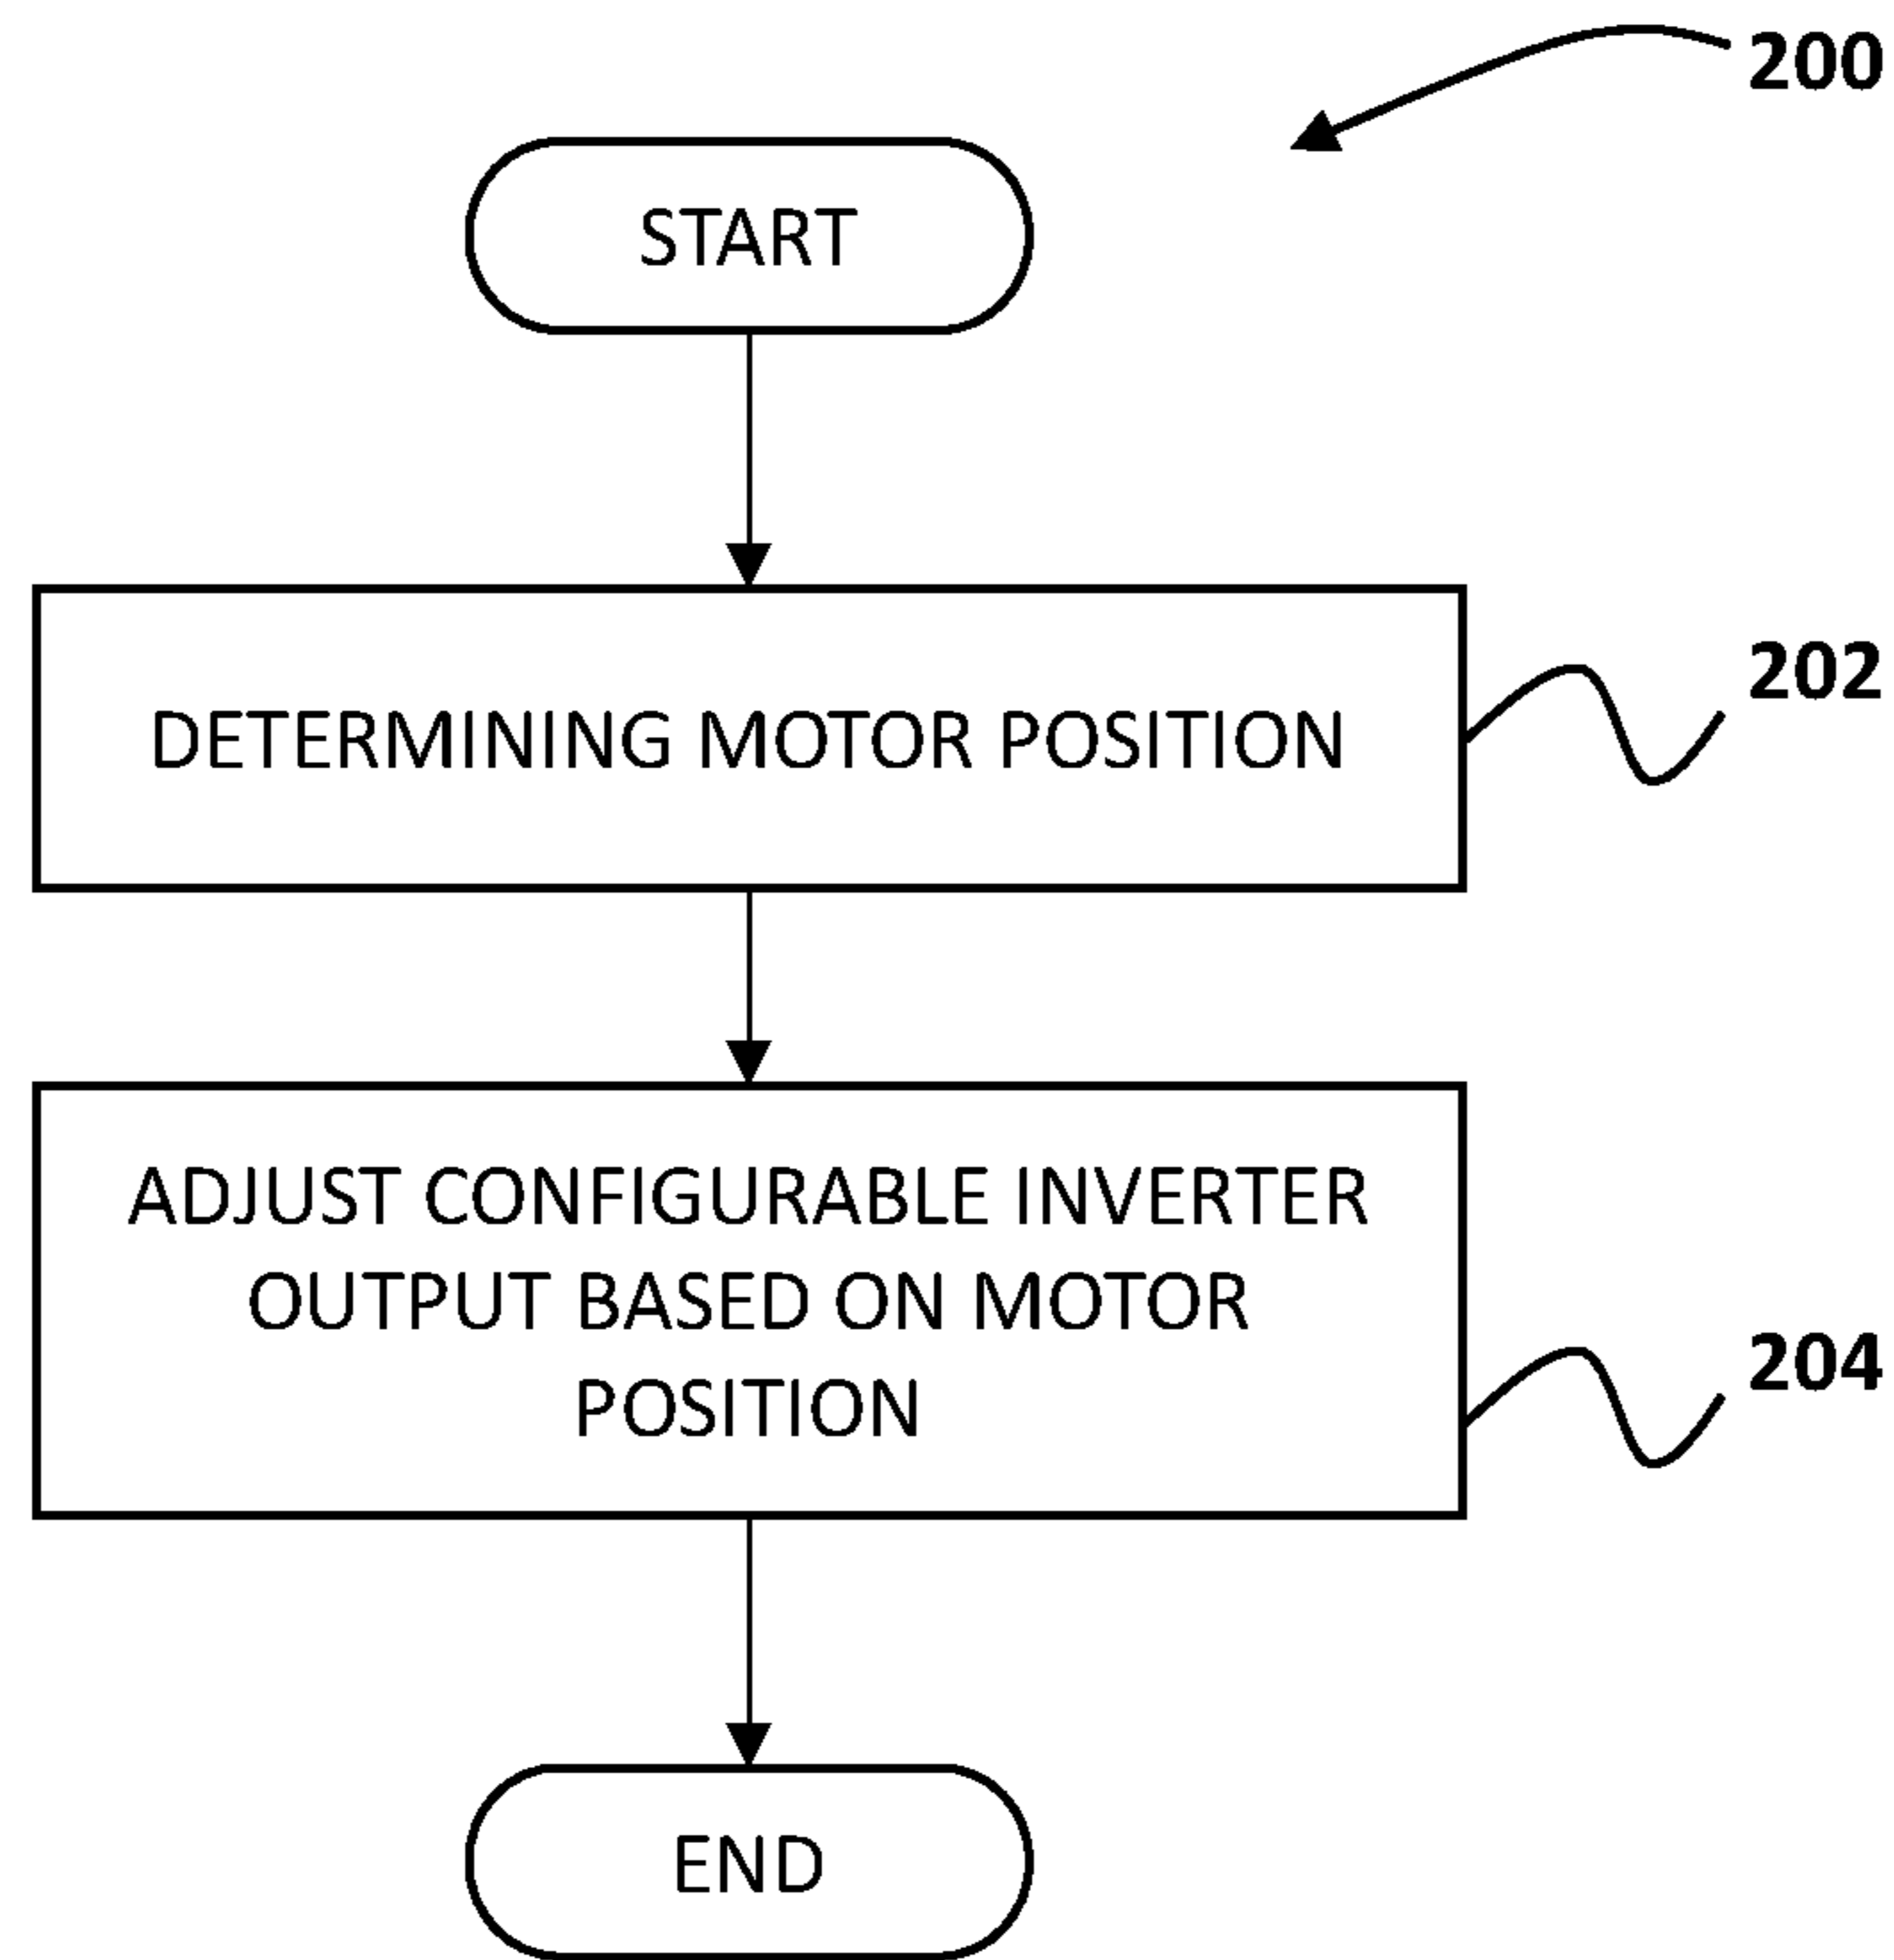 200
START
202
DETERMINING MOTOR POSITION
ADJUST CONFIGURABLE INVERTER
OUTPUT BASED ON MOTOR
POSITION
204
END